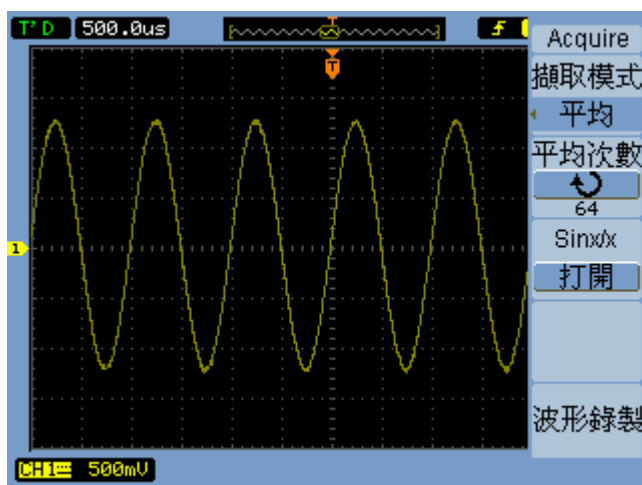 T'D 500.0us
T
f
Acquire
擷取模式
平均
平均次數
64
Sinx/x
打開
波形錄製
T
1
CH1 500mV